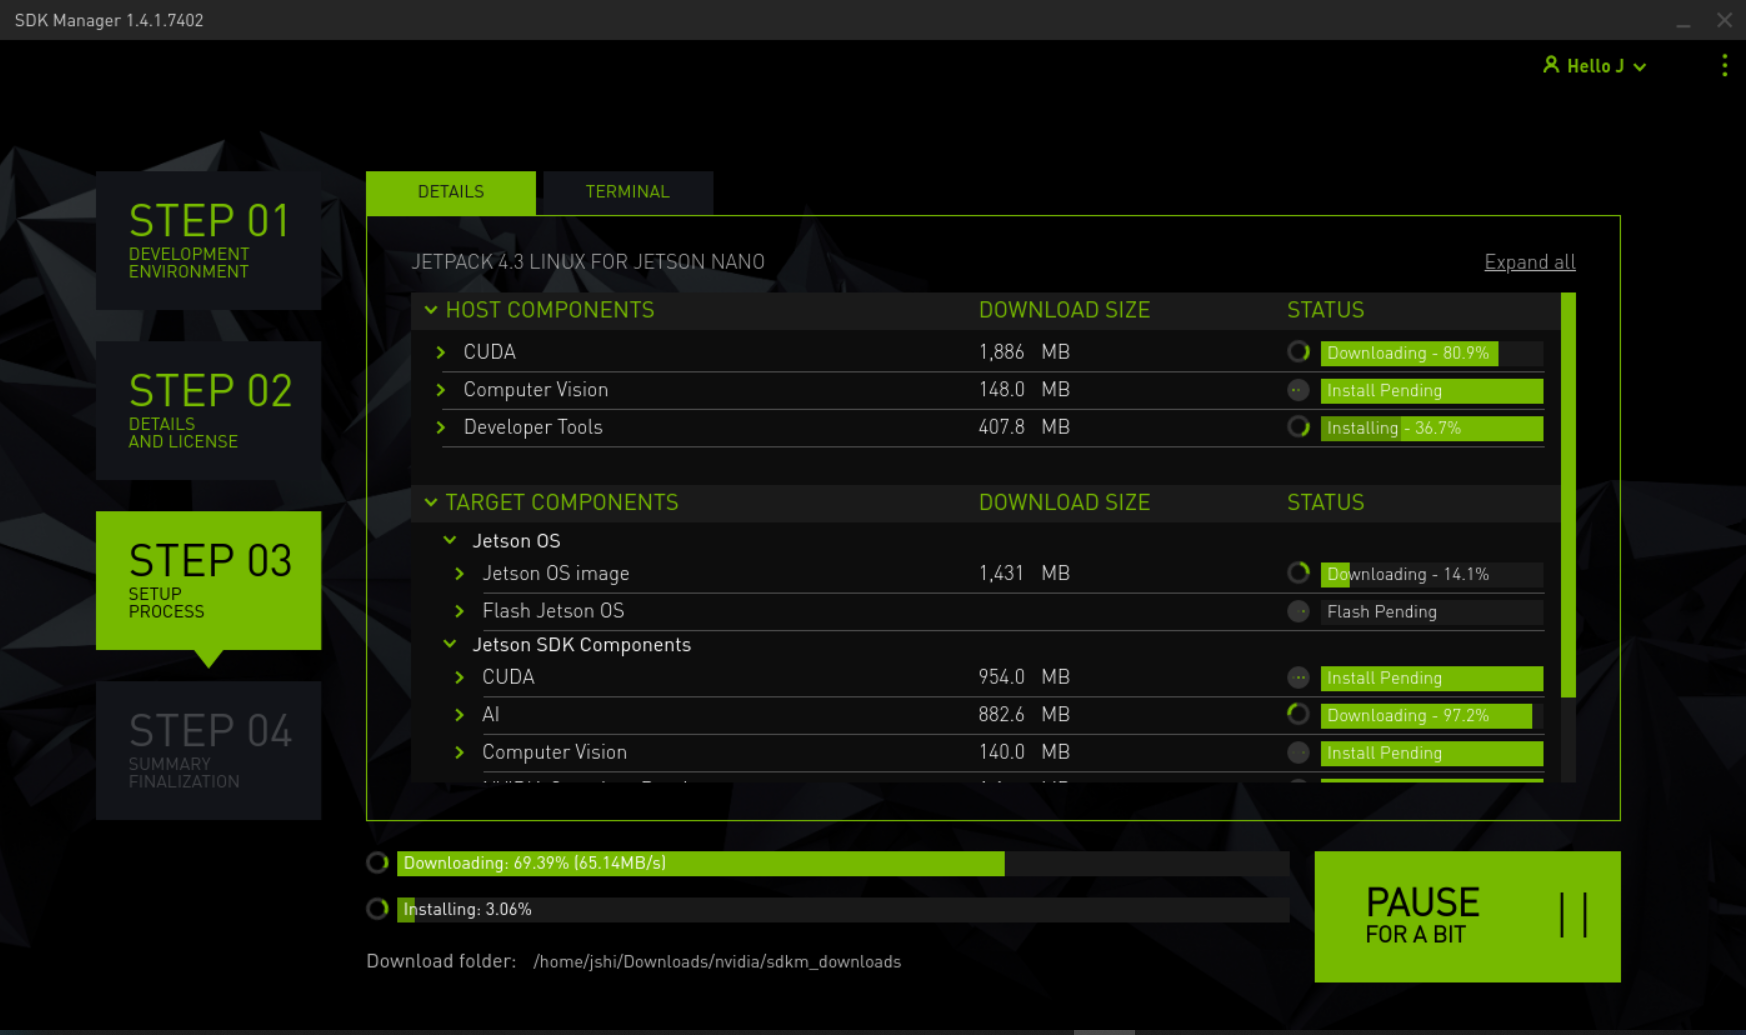 SDK Manager 1.4.1.7402
Hello J
STEP 01
DEVELOPMENT
ENVIRONMENT
STEP 02
DETAILS
AND LICENSE
STEP 03
SETUP
PROCESS
STEP 04
SUMMARY
FINALIZATION
DETAILS TERMINAL
JETPACK 4.3 LINUX FOR JETSON NANO Expand all
HOST COMPONENTS DOWNLOAD SIZE STATUS
CUDA 1,886 MB Downloading - 80.9%
Computer Vision 148.0 MB Install Pending
Developer Tools 407.8 MB Installing - 36.7%
TARGET COMPONENTS DOWNLOAD SIZE STATUS
Jetson OS
Jetson OS image 1,431 MB Downloading - 14.1%
Flash Jetson OS Flash Pending
Jetson SDK Components
CUDA 954.0 MB Install Pending
AI 882.6 MB Downloading - 97.2%
Computer Vision 140.0 MB Install Pending
Downloading: 69.39% (65.14MB/s)
Installing: 3.06%
Download folder: /home/jshi/Downloads/nvidia/sdkm_downloads
PAUSE
FOR A BIT